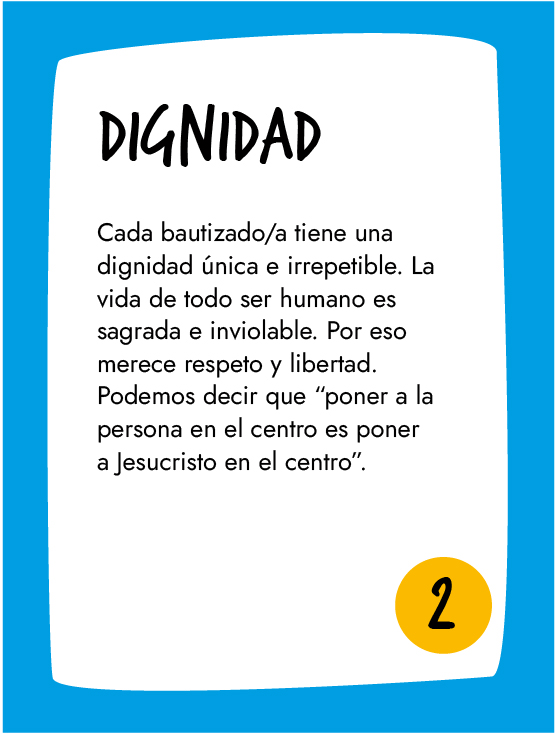 DIGNIDAD
Cada bautizado/a tiene una
dignidad única e irrepetible. La
vida de todo ser humano es
sagrada e inviolable. Por eso
merece respeto y libertad.
Podemos decir que “poner a la
persona en el centro es poner
a Jesucristo en el centro”.
2